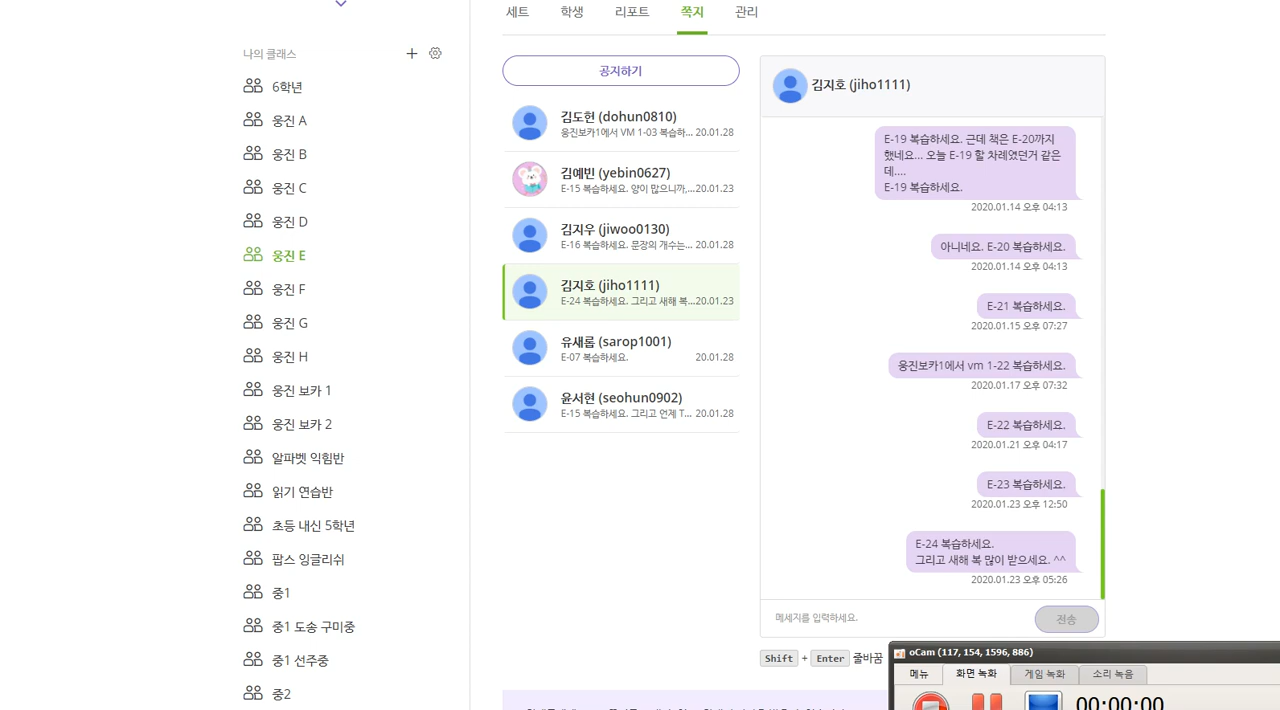 세트 학생 리포트 쪽지 관리
나의 클래스
6학년
웅진 A
웅진 B
웅진 C
웅진 D
웅진 E
웅진 F
웅진 G
웅진 H
웅진 보카 1
웅진 보카 2
알파벳 익힘반
읽기 연습반
초등 내신 5학년
팝스 잉글리쉬
중1
중1 도송 구미중
중1 선주중
중2
공지하기
김도현 (dohun0810)
웅진보카1에서 VM 1-03 복습하... 20.01.28
김예빈 (yebin0627)
E-15 복습하세요. 양이 많으니까,... 20.01.23
김지우 (jiwoo0130)
E-16 복습하세요. 문장의 개수는... 20.01.28
김지호 (jiho1111)
E-24 복습하세요. 그리고 새해 복... 20.01.23
유새롭 (sarop1001)
E-07 복습하세요. 20.01.28
윤서현 (seohun0902)
E-15 복습하세요. 그리고 언제 T... 20.01.28
김지호 (jiho1111)
E-19 복습하세요. 근데 책은 E-20까지
했네요... 오늘 E-19 할 차례였던거 같은
데....
E-19 복습하세요.
2020.01.14 오후 04:13
아니네요. E-20 복습하세요.
2020.01.14 오후 04:13
E-21 복습하세요.
2020.01.15 오후 07:27
웅진보카1에서 vm 1-22 복습하세요.
2020.01.17 오후 07:32
E-22 복습하세요.
2020.01.21 오후 04:17
E-23 복습하세요.
2020.01.23 오후 12:50
E-24 복습하세요.
그리고 새해 복 많이 받으세요. ^^
2020.01.23 오후 05:26
메세지를 입력하세요. 전송
Shift + Enter 줄바꿈
oCam (117, 154, 1596, 886)
메뉴 화면 녹화 게임 녹화 소리 녹음
00:00:00